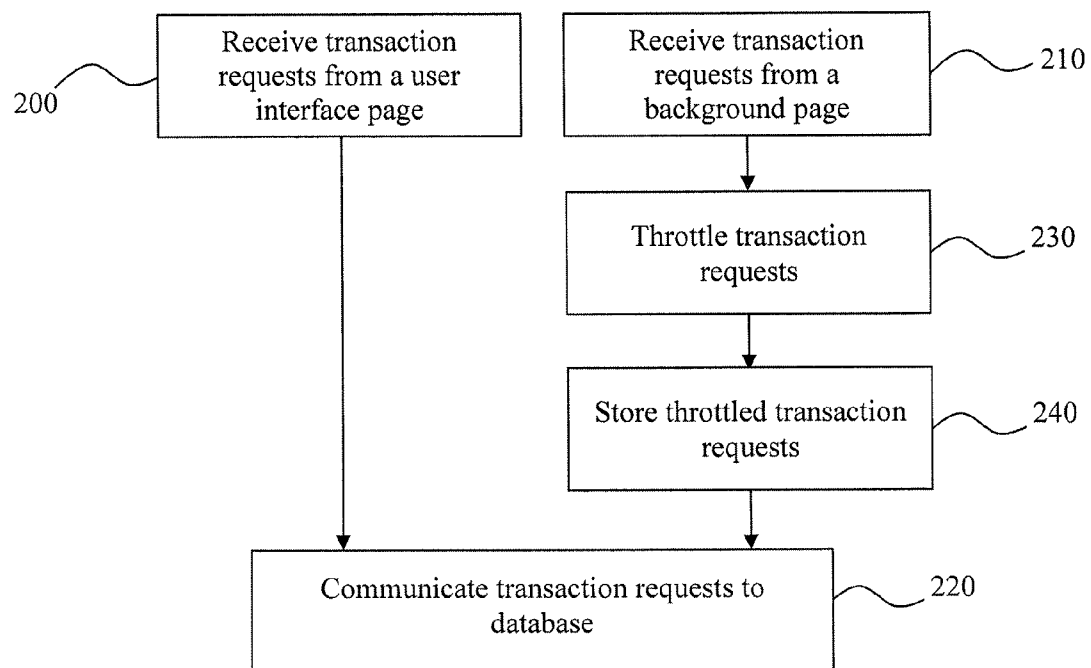 Receive transaction
requests from a user
interface page
200
Receive transaction
requests from a
background page
210
Throttle transaction
requests
230
Store throttled transaction
requests
240
Communicate transaction requests to
database
220